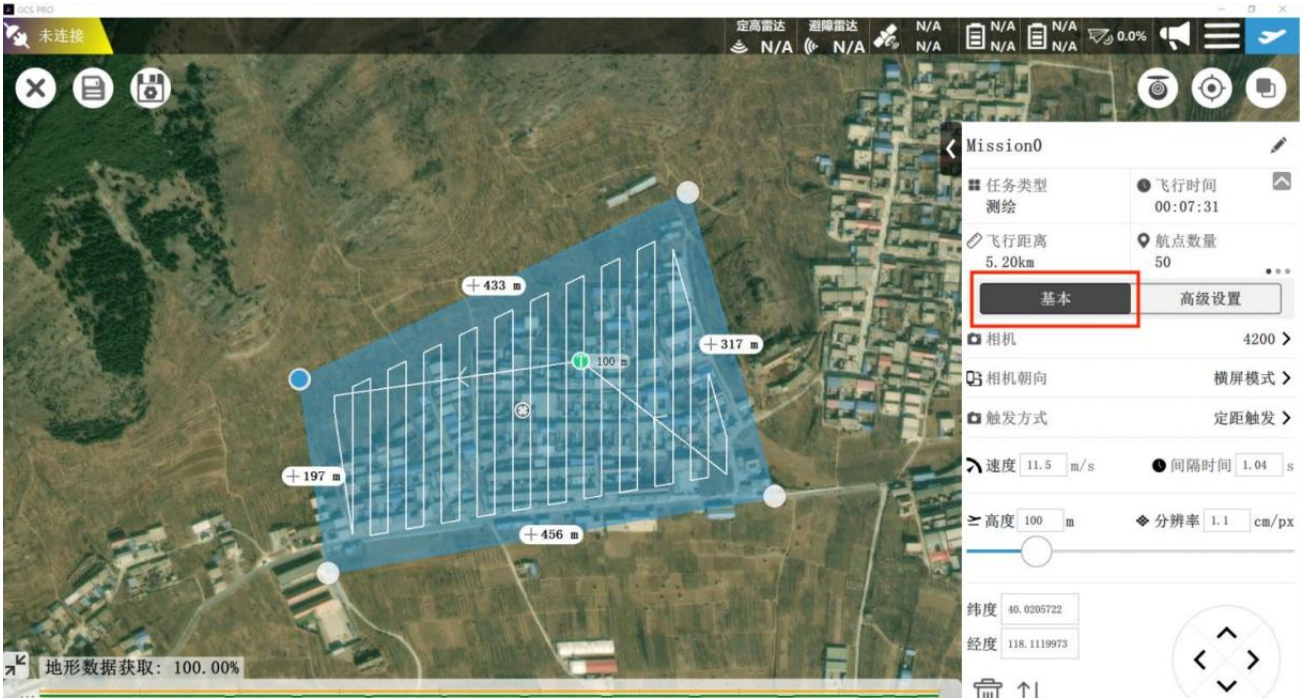 GCS PRO
未连接
定高雷达 避障雷达 N/A N/A N/A
N/A N/A N/A N/A N/A 0.0%
Mission0
任务类型 飞行时间
测绘 00:07:31
飞行距离 航点数量
5.20km 50
基本 高级设置
相机 4200
相机朝向 横屏模式
触发方式 定距触发
速度 11.5 m/s 间隔时间 1.04 s
高度 100 m 分辨率 1.1 cm/px
纬度 40.0205722
经度 118.1119973
433 m
317 m
100 m
197 m
456 m
地形数据获取: 100.00%